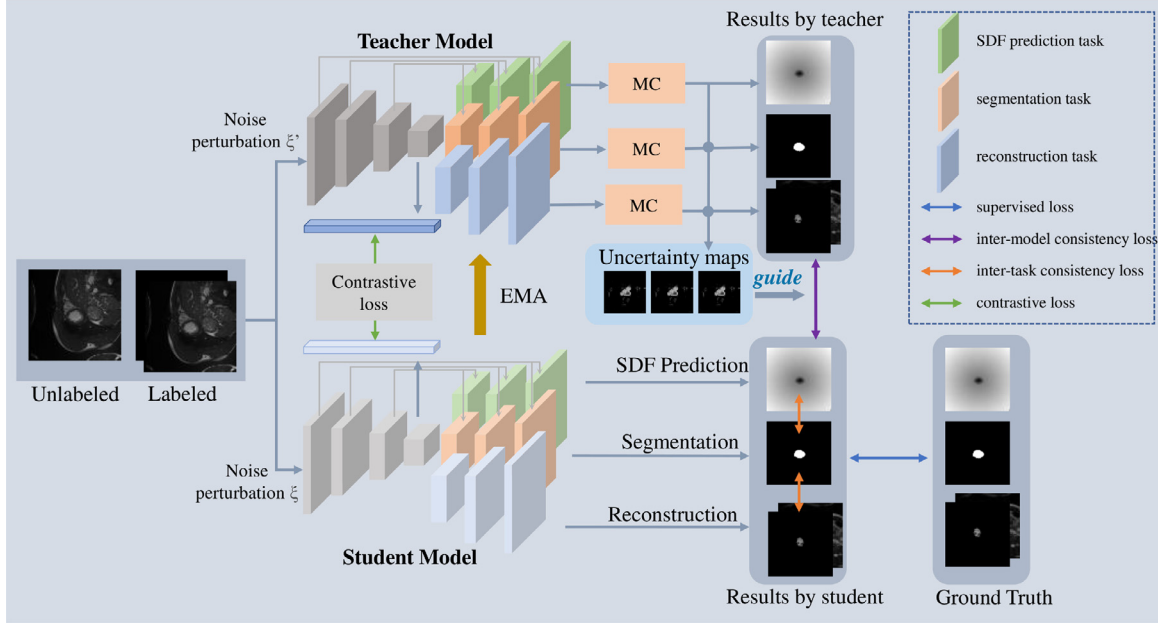 Results by teacher
Teacher Model
SDF prediction task
MC
segmentation task
Noise
perturbation ξ'
MC
reconstruction task
MC
supervised loss
inter-model consistency loss
Uncertainty maps
guide
inter-task consistency loss
Contrastive
loss
EMA
contrastive loss
SDF Prediction
Unlabeled
Labeled
Segmentation
Noise
perturbation ξ
Reconstruction
Student Model
Results by student
Ground Truth